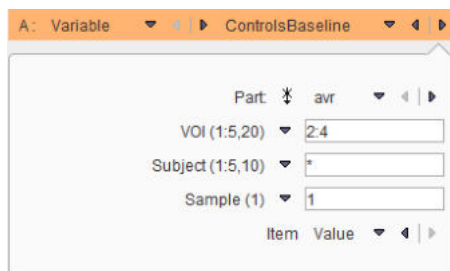 A: Variable ControlsBaseline
Part: avr
VOI (1:5,20) 2:4
Subject (1:5,10) *
Sample (1) 1
Item Value